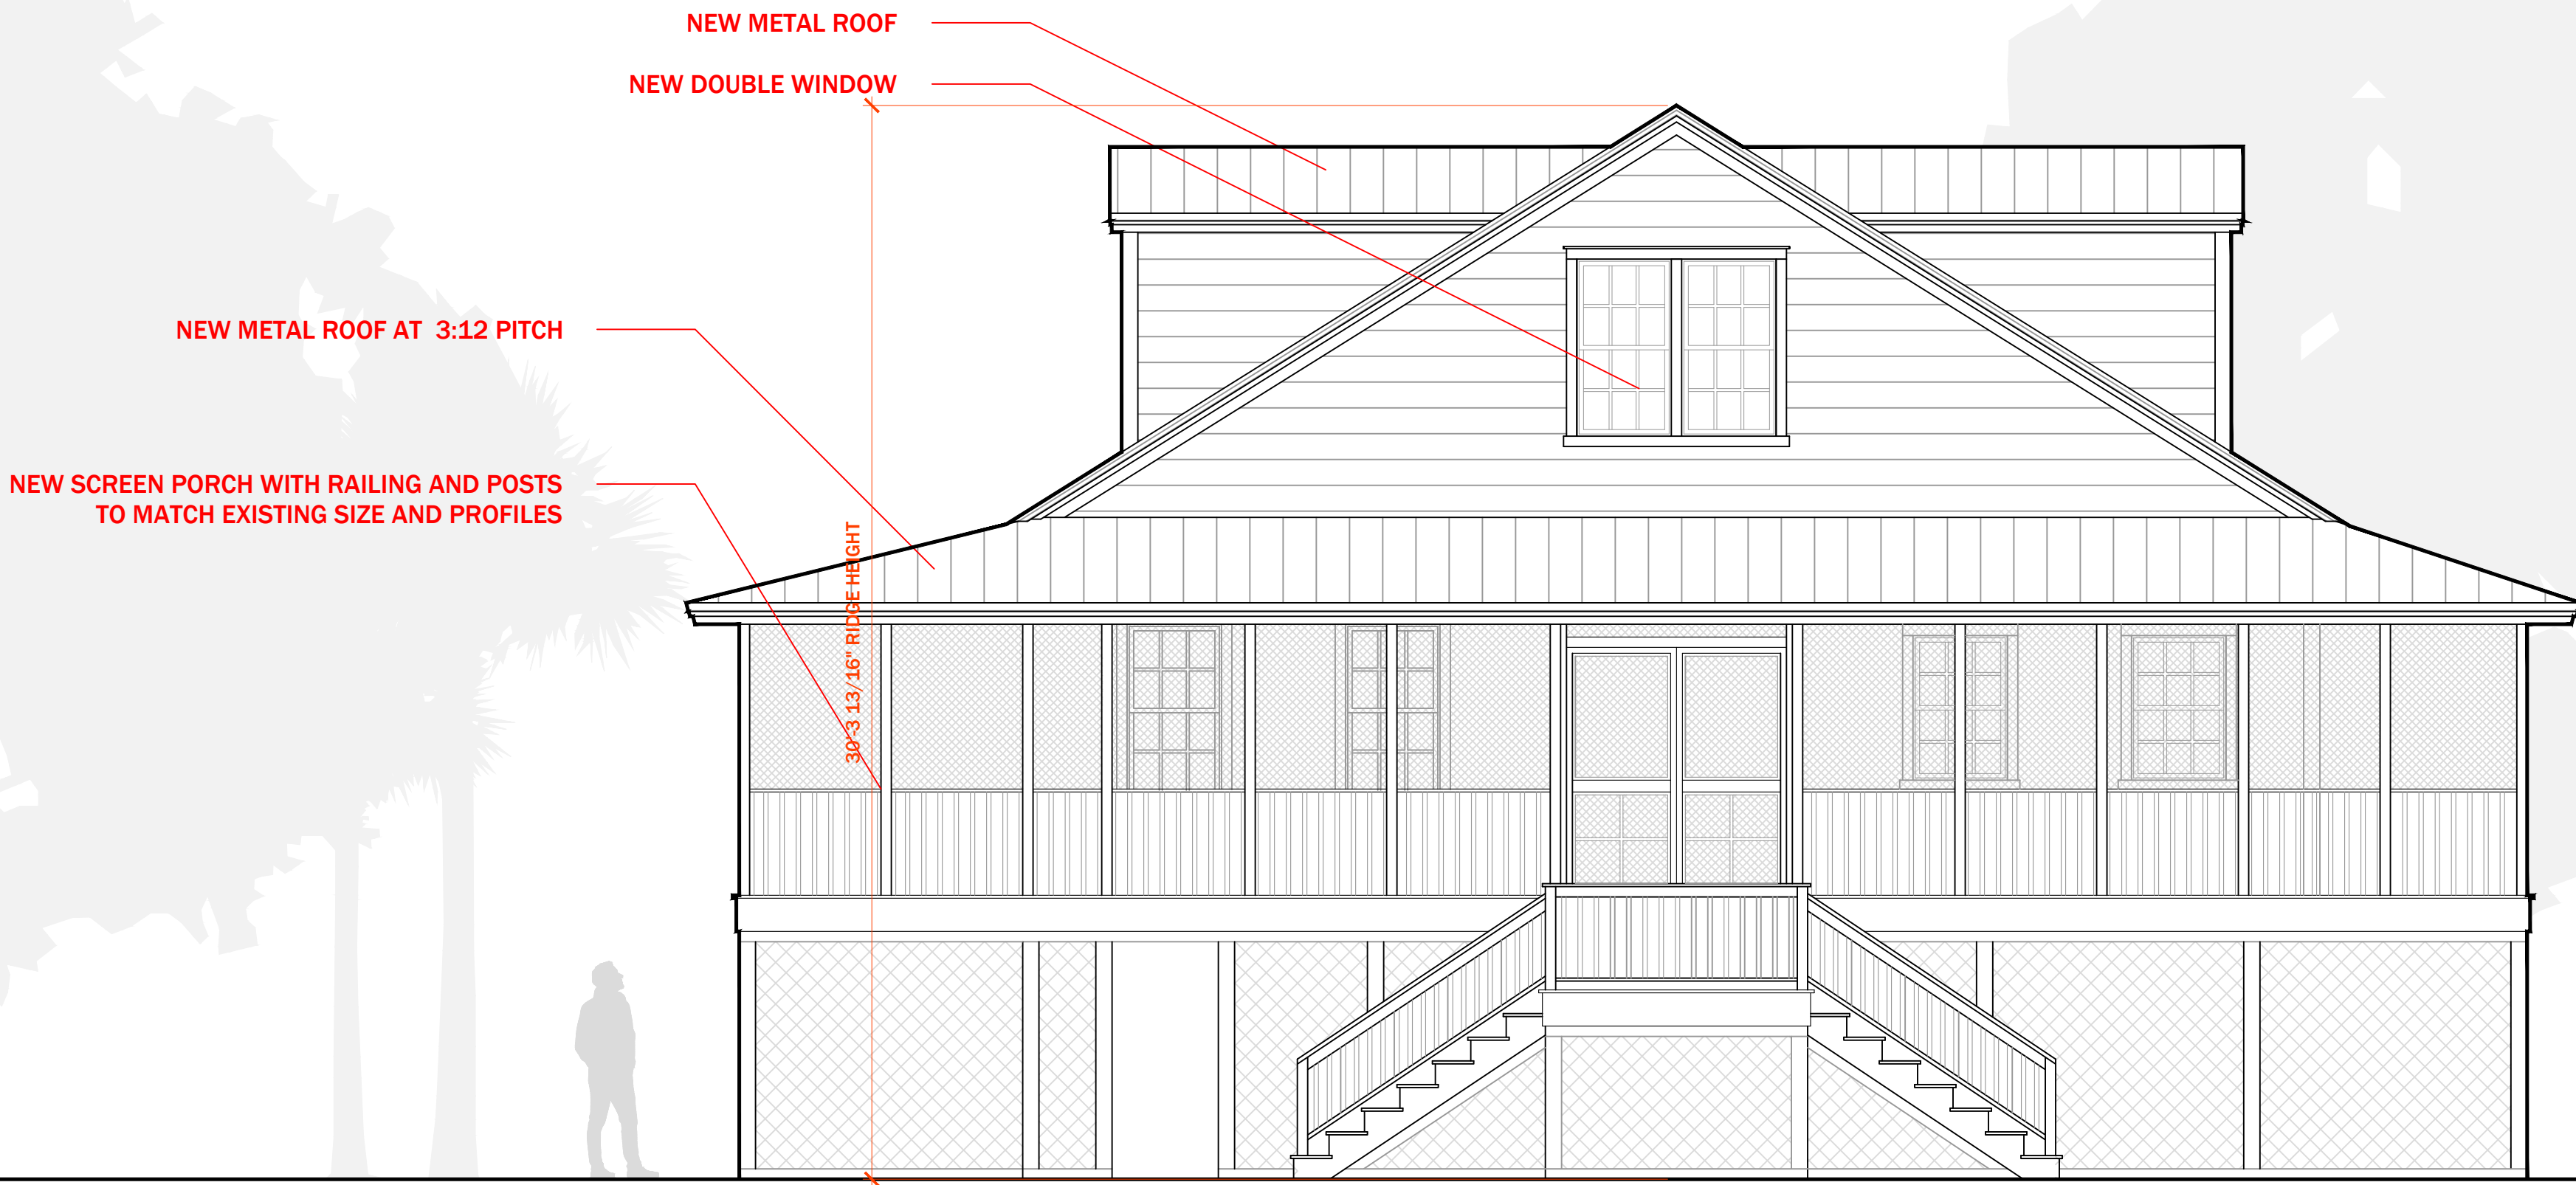 NEW METAL ROOF
NEW DOUBLE WINDOW
NEW METAL ROOF AT 3:12 PITCH
NEW SCREEN PORCH WITH RAILING AND POSTS
TO MATCH EXISTING SIZE AND PROFILES
30'-3 13/16" RIDGE HEIGHT